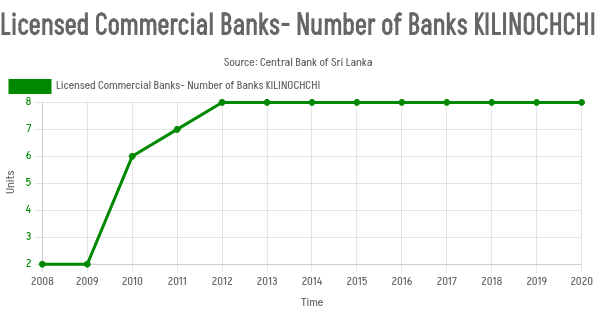 Licensed Commercial Banks- Number of Banks KILINOCHCHI
Source: Central Bank of Sri Lanka
Licensed Commercial Banks- Number of Banks KILINOCHCHI
8
7
6
5
4
3
2
Units
2008 2009 2010 2011 2012 2013 2014 2015 2016 2017 2018 2019 2020
Time